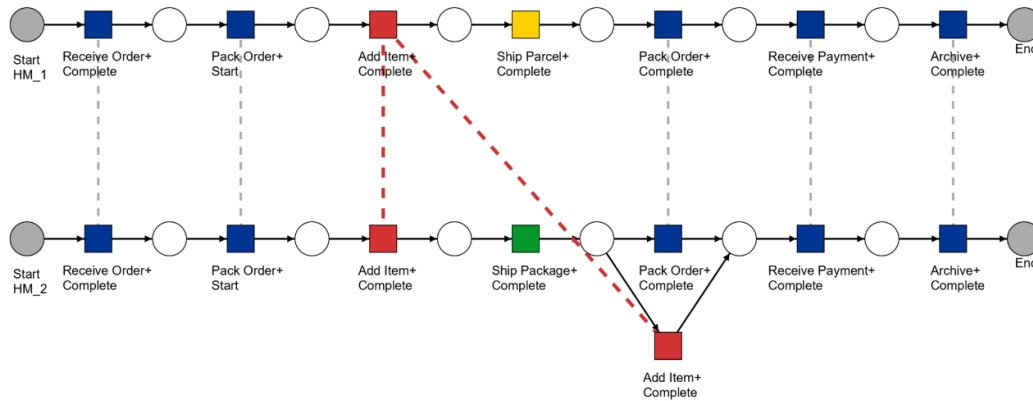 Start
HM_1
Receive Order+
Complete
Pack Order+
Start
Add Item+
Complete
Ship Parcel+
Complete
Pack Order+
Complete
Receive Payment+
Complete
Archive+
Complete
End
Start
HM_2
Receive Order+
Complete
Pack Order+
Start
Add Item+
Complete
Ship Package+
Complete
Pack Order+
Complete
Receive Payment+
Complete
Archive+
Complete
End
Add Item+
Complete